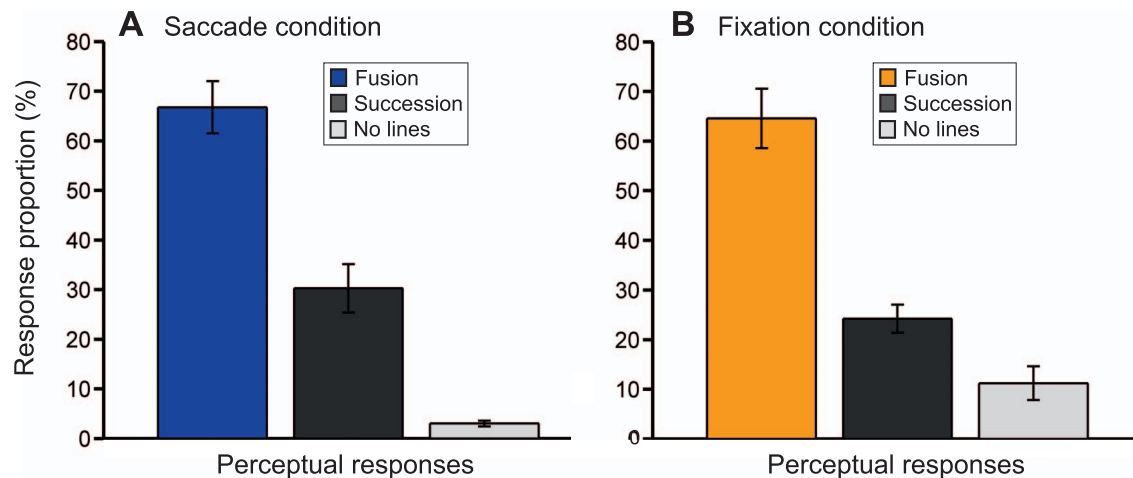 A Saccade condition
Response proportion (%)
80
70
60
50
40
30
20
10
0
Fusion
Succession
No lines
Perceptual responses
B Fixation condition
80
70
60
50
40
30
20
10
0
Fusion
Succession
No lines
Perceptual responses